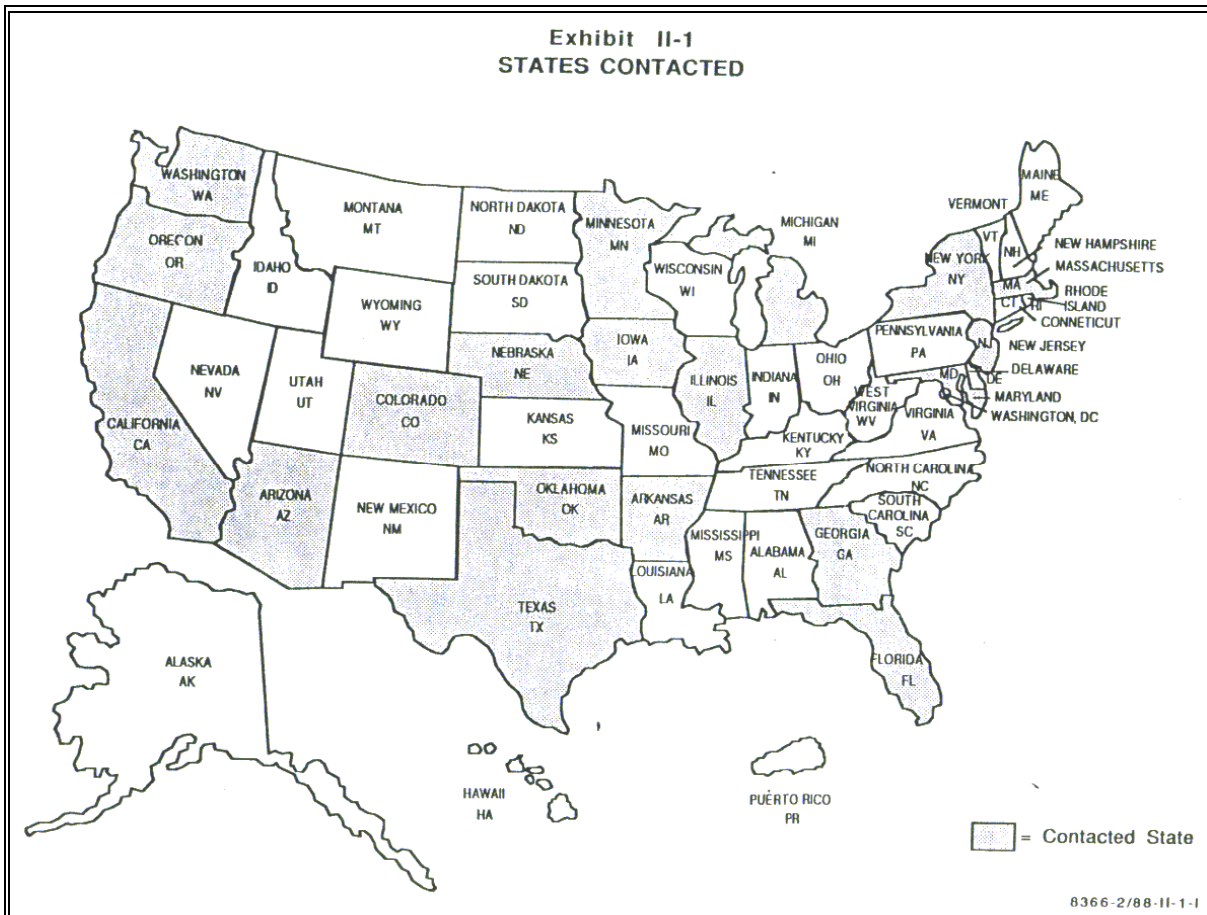 Exhibit II-1
STATES CONTACTED
WASHINGTON
WA
OREGON
OR
CALIFORNIA
CA
IDAHO
ID
NEVADA
NV
MONTANA
MT
WYOMING
WY
UTAH
UT
COLORADO
CO
ARIZONA
AZ
NEW MEXICO
NM
NORTH DAKOTA
ND
SOUTH DAKOTA
SD
NEBRASKA
NE
KANSAS
KS
OKLAHOMA
OK
TEXAS
TX
MINNESOTA
MN
IOWA
IA
MISSOURI
MO
ARKANSAS
AR
LOUISIANA
LA
WISCONSIN
WI
ILLINOIS
IL
MICHIGAN
MI
INDIANA
IN
OHIO
OH
KENTUCKY
KY
TENNESSEE
TN
MISSISSIPPI
MS
ALABAMA
AL
GEORGIA
GA
FLORIDA
FL
SOUTH
CAROLINA
SC
NORTH CAROLINA
NC
VIRGINIA
VA
WEST
VIRGINIA
WV
PENNSYLVANIA
PA
NEW YORK
NY
VERMONT
VT
NH
MAINE
ME
NEW HAMPSHIRE
MASSACHUSETTS
MA
RHODE
ISLAND
RI
CT
CONNETICUT
NJ
NEW JERSEY
DE
DELAWARE
MD
MARYLAND
WASHINGTON, DC
ALASKA
AK
HAWAII
HA
PUÉRTO RICO
PR
= Contacted State
8366-2/88-II-1-I